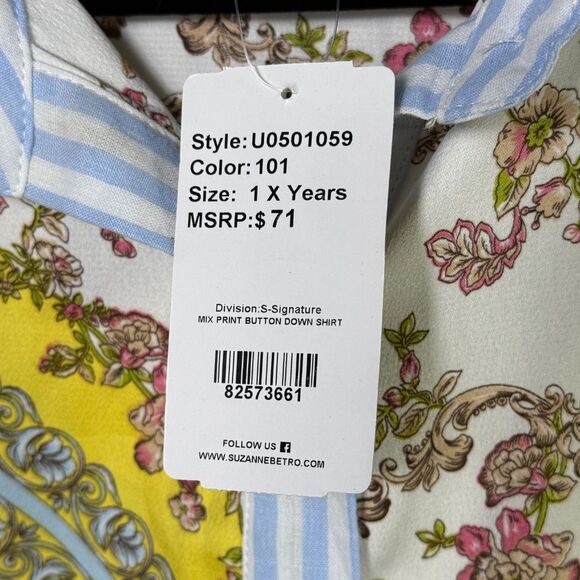 Style:U0501059
Color:101
Size: 1 X Years
MSRP:$ 71
Division:S-Signature
MIX PRINT BUTTON DOWN SHIRT
82573661
FOLLOW US
WWW.SUZANNEBETRO.COM